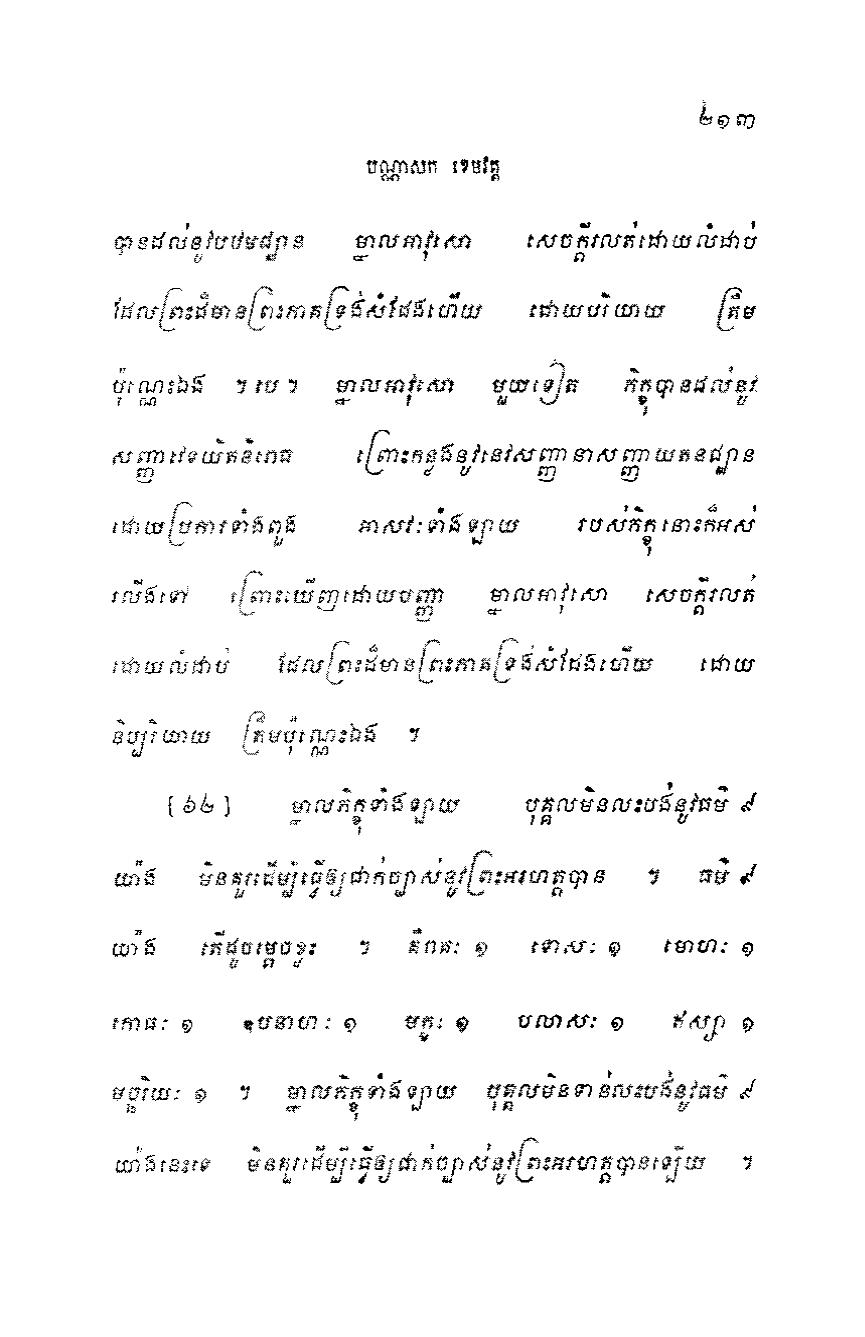 ២១៣
បណ្ណាសក ខេមវគ្គ
បានដល់នូវបឋមជ្ឈាន ម្នាលអាវុសោ សេចក្តីរលត់ដោយលំដាប់
ដែលព្រះដ៏មានព្រះភាគទ្រង់សំដែងហើយ ដោយបរិយាយ ត្រឹម
ប៉ុណ្ណេះឯង ។បេ។ ម្នាលអាវុសោ មួយទៀត ភិក្ខុបានដល់នូវ
សញ្ញាវេទយិតនិរោធ ព្រោះកន្លងនូវនេវសញ្ញានាសញ្ញាយតនជ្ឈាន
ដោយប្រការទាំងពួង អាសវៈទាំងឡាយ របស់ភិក្ខុនោះក៏អស់
រលើងទៅ ព្រោះឃើញដោយបញ្ញា ម្នាលអាវុសោ សេចក្តីរលត់
ដោយលំដាប់ ដែលព្រះដ៏មានព្រះភាគទ្រង់សំដែងហើយ ដោយ
និប្បរិយាយ ត្រឹមប៉ុណ្ណេះឯង ។
[៦២] ម្នាលភិក្ខុទាំងឡាយ បុគ្គលមិនលះបង់នូវធម៌ ៩
យ៉ាង មិនគួរដើម្បីធ្វើឲ្យជាក់ច្បាស់នូវព្រះអរហត្តបាន ។ ធម៌ ៩
យ៉ាង តើដូចម្តេចខ្លះ ។ គឺរាគៈ ១ ទោសៈ ១ មោហៈ ១
កោធៈ ១ ឧបនាហៈ ១ មក្ខៈ ១ បលាសៈ ១ ឥស្សា ១
មច្ឆរិយៈ ១ ។ ម្នាលភិក្ខុទាំងឡាយ បុគ្គលមិនទាន់លះបង់នូវធម៌ ៩
យ៉ាងនេះទេ មិនគួរដើម្បីធ្វើឲ្យជាក់ច្បាស់នូវព្រះអរហត្តបានឡើយ ។